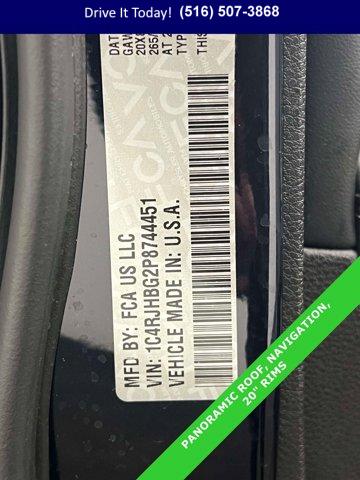 Drive It Today! (516) 507-3868
MFD BY: FCA US LLC
VIN: 1C4RJHBG2P8744451
VEHICLE MADE IN: U.S.A.
PANORAMIC ROOF, NAVIGATION,
20" RIMS